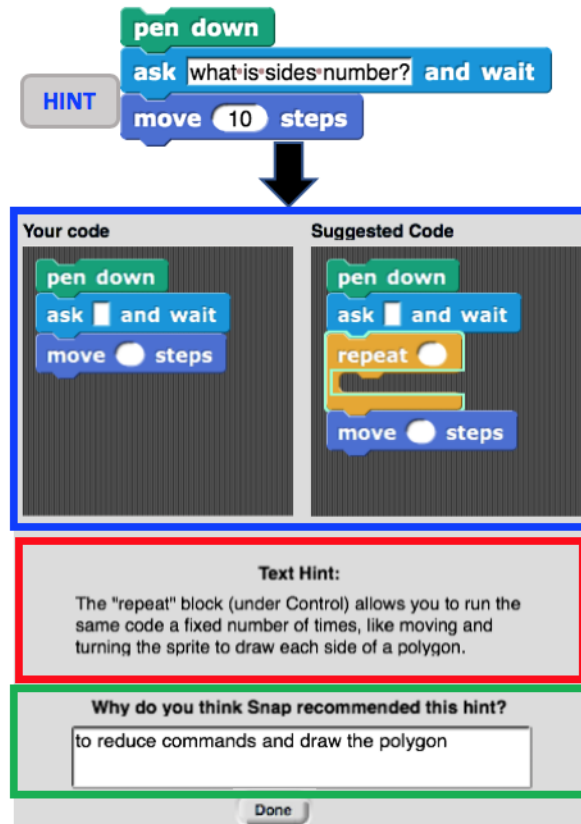 pen down
ask what is sides number? and wait
HINT
move 10 steps
Your code
Suggested Code
pen down
ask and wait
move steps
pen down
ask and wait
repeat
move steps
Text Hint:
The "repeat" block (under Control) allows you to run the
same code a fixed number of times, like moving and
turning the sprite to draw each side of a polygon.
Why do you think Snap recommended this hint?
to reduce commands and draw the polygon
Done